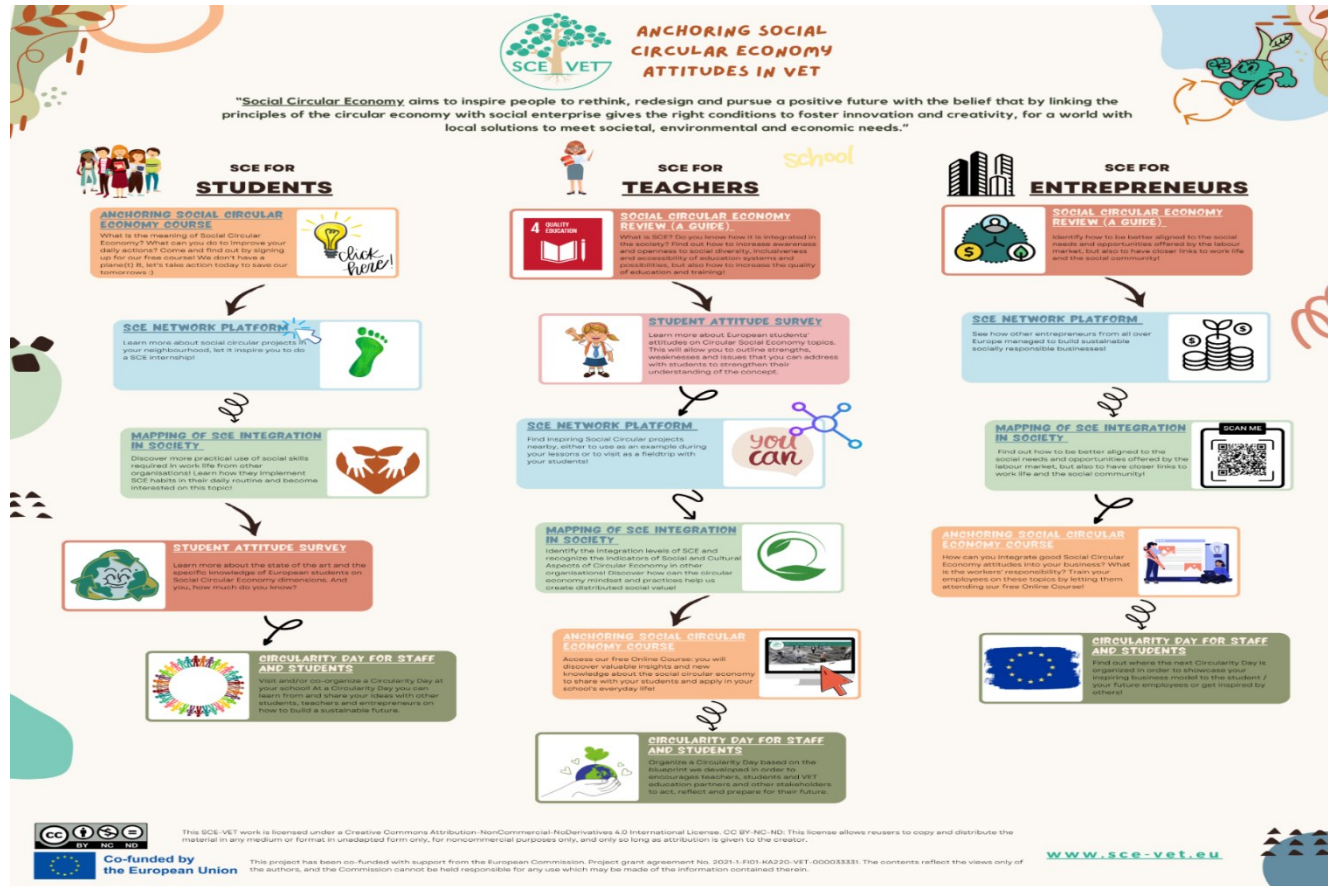 SCE VET
ANCHORING SOCIAL
CIRCULAR ECONOMY
ATTITUDES IN VET
"Social Circular Economy aims to inspire people to rethink, redesign and pursue a positive future with the belief that by linking the
principles of the circular economy with social enterprise gives the right conditions to foster innovation and creativity, for a world with
local solutions to meet societal, environmental and economic needs."
SCE FOR
STUDENTS
ANCHORING SOCIAL CIRCULAR
ECONOMY COURSE
What is the meaning of Social Circular
Economy? What can you do to improve your
daily actions? Come and find out by signing
up for our free course! We don't have a
plane(t) B, let's take action today to save our
tomorrows :)
click
here!
SCE NETWORK PLATFORM
Learn more about social circular projects in
your neighbourhood, let it inspire you to do
a SCE internship!
MAPPING OF SCE INTEGRATION
IN SOCIETY
Discover more practical use of social skills
required in work life from other
organisations! Learn how they implement
SCE habits in their daily routine and become
interested on this topic!
STUDENT ATTITUDE SURVEY
Learn more about the state of the art and the
specific knowledge of European students on
Social Circular Economy dimensions. And
you, how much do you know?
CIRCULARITY DAY FOR STAFF
AND STUDENTS
Visit and/or co-organize a Circularity Day at
your school! At a Circularity Day you can
learn from and share your ideas with other
students, teachers and entrepreneurs on
how to build a sustainable future.
school
SCE FOR
TEACHERS
4 QUALITY
EDUCATION
SOCIAL CIRCULAR ECONOMY
REVIEW (A GUIDE)
What is SCE? Do you know how it is integrated in
the society? Find out how to increase awareness
and openness to social diversity, inclusiveness
and accessibility of education systems and
possibilities, but also how to increase the quality
of education and training!
STUDENT ATTITUDE SURVEY
Learn more about European students'
attitudes on Circular Social Economy topics.
This will allow you to outline strengths,
weaknesses and issues that you can address
with students to strengthen their
understanding of the concept.
SCE NETWORK PLATFORM
Find inspiring Social Circular projects
nearby, either to use as an example during
your lessons or to visit as a fieldtrip with
your students!
you
can
MAPPING OF SCE INTEGRATION
IN SOCIETY
Identify the integration levels of SCE and
recognize the indicators of Social and Cultural
Aspects of Circular Economy in other
organisations! Discover how can the circular
economy mindset and practices help us
create distributed social value!
ANCHORING SOCIAL CIRCULAR
ECONOMY COURSE
Access our free Online Course: you will
discover valuable insights and new
knowledge about the social circular economy
to share with your students and apply in your
school's everyday life!
CIRCULARITY DAY FOR STAFF
AND STUDENTS
Organize a Circularity Day based on the
blueprint we developed in order to
encourages teachers, students and VET
education partners and other stakeholders
to act, reflect and prepare for their future.
SCE FOR
ENTREPRENEURS
SOCIAL CIRCULAR ECONOMY
REVIEW (A GUIDE)
Identify how to be better aligned to the social
needs and opportunities offered by the labour
market, but also to have closer links to work life
and the social community!
SCE NETWORK PLATFORM
See how other entrepreneurs from all over
Europe managed to build sustainable
socially responsible businesses!
MAPPING OF SCE INTEGRATION
IN SOCIETY
Find out how to be better aligned to the
social needs and opportunities offered by the
labour market, but also to have closer links to
work life and the social community!
SCAN ME
ANCHORING SOCIAL CIRCULAR
ECONOMY COURSE
How can you integrate good Social Circular
Economy attitudes into your business? What
is the workers' responsibility? Train your
employees on these topics by letting them
attending our free Online Course!
CIRCULARITY DAY FOR STAFF
AND STUDENTS
Find out where the next Circularity Day is
organized in order to showcase your
inspiring business model to the student /
your future employees or get inspired by
others!
cc BY NC ND
This SCE-VET work is licensed under a Creative Commons Attribution-NonCommercial-NoDerivatives 4.0 International License. CC BY-NC-ND: This license allows reusers to copy and distribute the
material in any medium or format in unadapted form only, for noncommercial purposes only, and only so long as attribution is given to the creator.
Co-funded by
the European Union
This project has been co-funded with support from the European Commission. Project grant agreement No. 2021-1-FI01-KA220-VET-000033331. The contents reflect the views only of
the authors, and the Commission cannot be held responsible for any use which may be made of the information contained therein.
www.sce-vet.eu